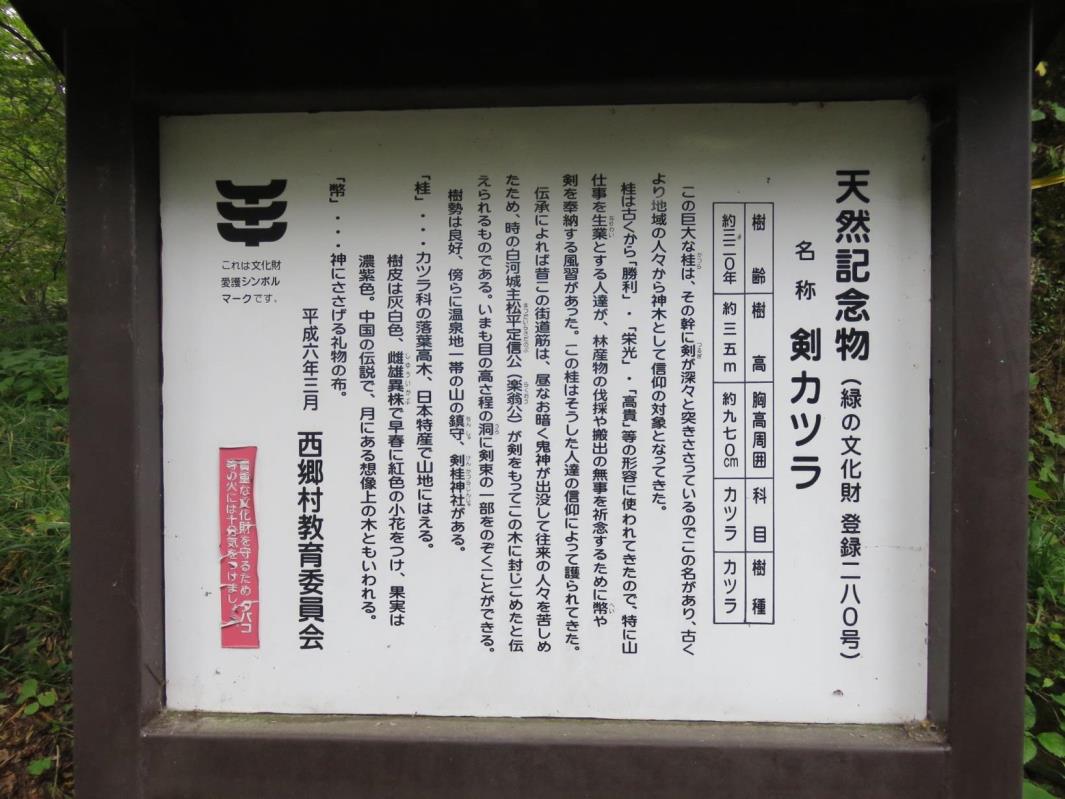 天然記念物（緑の文化財 登録二八〇号）
名称 剣カツラ
樹齢 樹高 胸高周囲 科目 樹種
約三二〇年 約三五m 約九七〇cm カツラ カツラ
この巨大な桂は、その幹に剣が深々と突きささっているのでこの名があり、古く
より地域の人々から神木として信仰の対象となってきた。
桂は古くから「勝利」・「栄光」・「高貴」等の形容に使われてきたので、特に山
仕事を生業とする人達が、林産物の伐採や搬出の無事を祈念するために幣や
剣を奉納する風習があった。この桂はそうした人達の信仰によって護られてきた。
伝承によれば昔この街道筋は、昼なお暗く鬼神が出没して往来の人々を苦しめ
たため、時の白河城主松平定信公（楽翁公）が剣をもってこの木に封じこめたと伝
えられるものである。いまも目の高さ程の洞に剣束の一部をのぞくことができる。
樹勢は良好、傍らに温泉地一帯の山の鎮守、剣桂神社がある。
「桂」・・・カツラ科の落葉高木、日本特産で山地にはえる。
樹皮は灰白色、雌雄異株で早春に紅色の小花をつけ、果実は
濃紫色。中国の伝説で、月にある想像上の木ともいわれる。
「幣」・・・神にささげる礼物の布。
平成六年三月 西郷村教育委員会
これは文化財
愛護シンボル
マークです。
貴重な文化財を守るため タバコ
等の火には十分気をつけまし